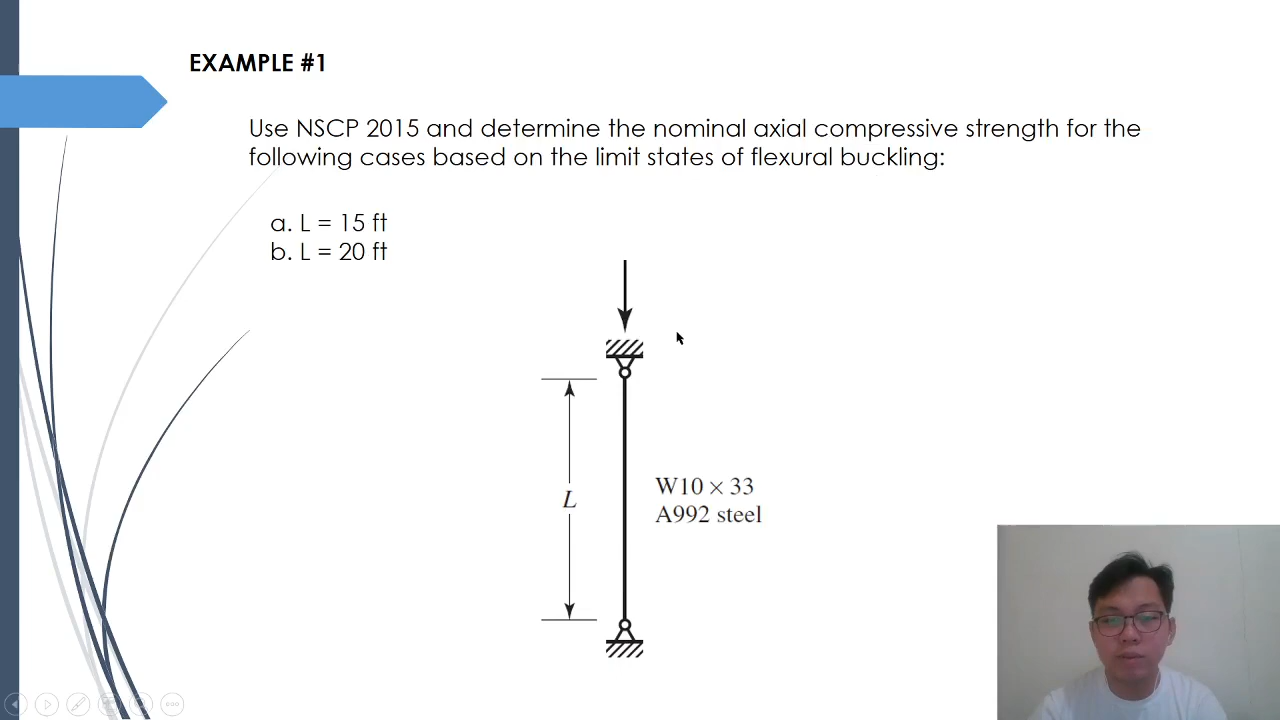 EXAMPLE #1
Use NSCP 2015 and determine the nominal axial compressive strength for the
following cases based on the limit states of flexural buckling:
a. L = 15 ft
b. L = 20 ft
L
W10 × 33
A992 steel